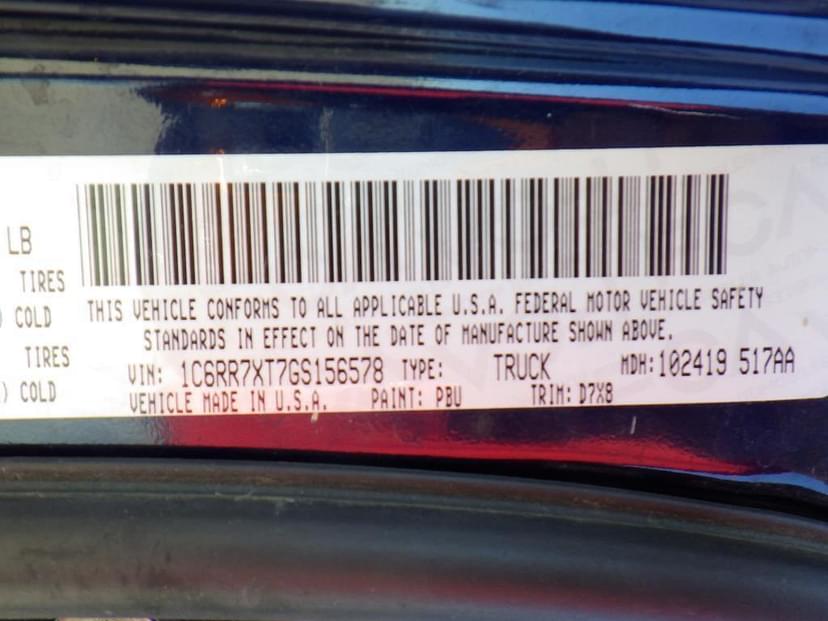 LB
TIRES
) COLD
TIRES
) COLD
THIS VEHICLE CONFORMS TO ALL APPLICABLE U.S.A. FEDERAL MOTOR VEHICLE SAFETY
STANDARDS IN EFFECT ON THE DATE OF MANUFACTURE SHOWN ABOVE.
VIN: 1C6RR7XT7GS156578 TYPE: TRUCK MDH: 102419 517AA
VEHICLE MADE IN U.S.A. PAINT: PBU TRIM: D7X8